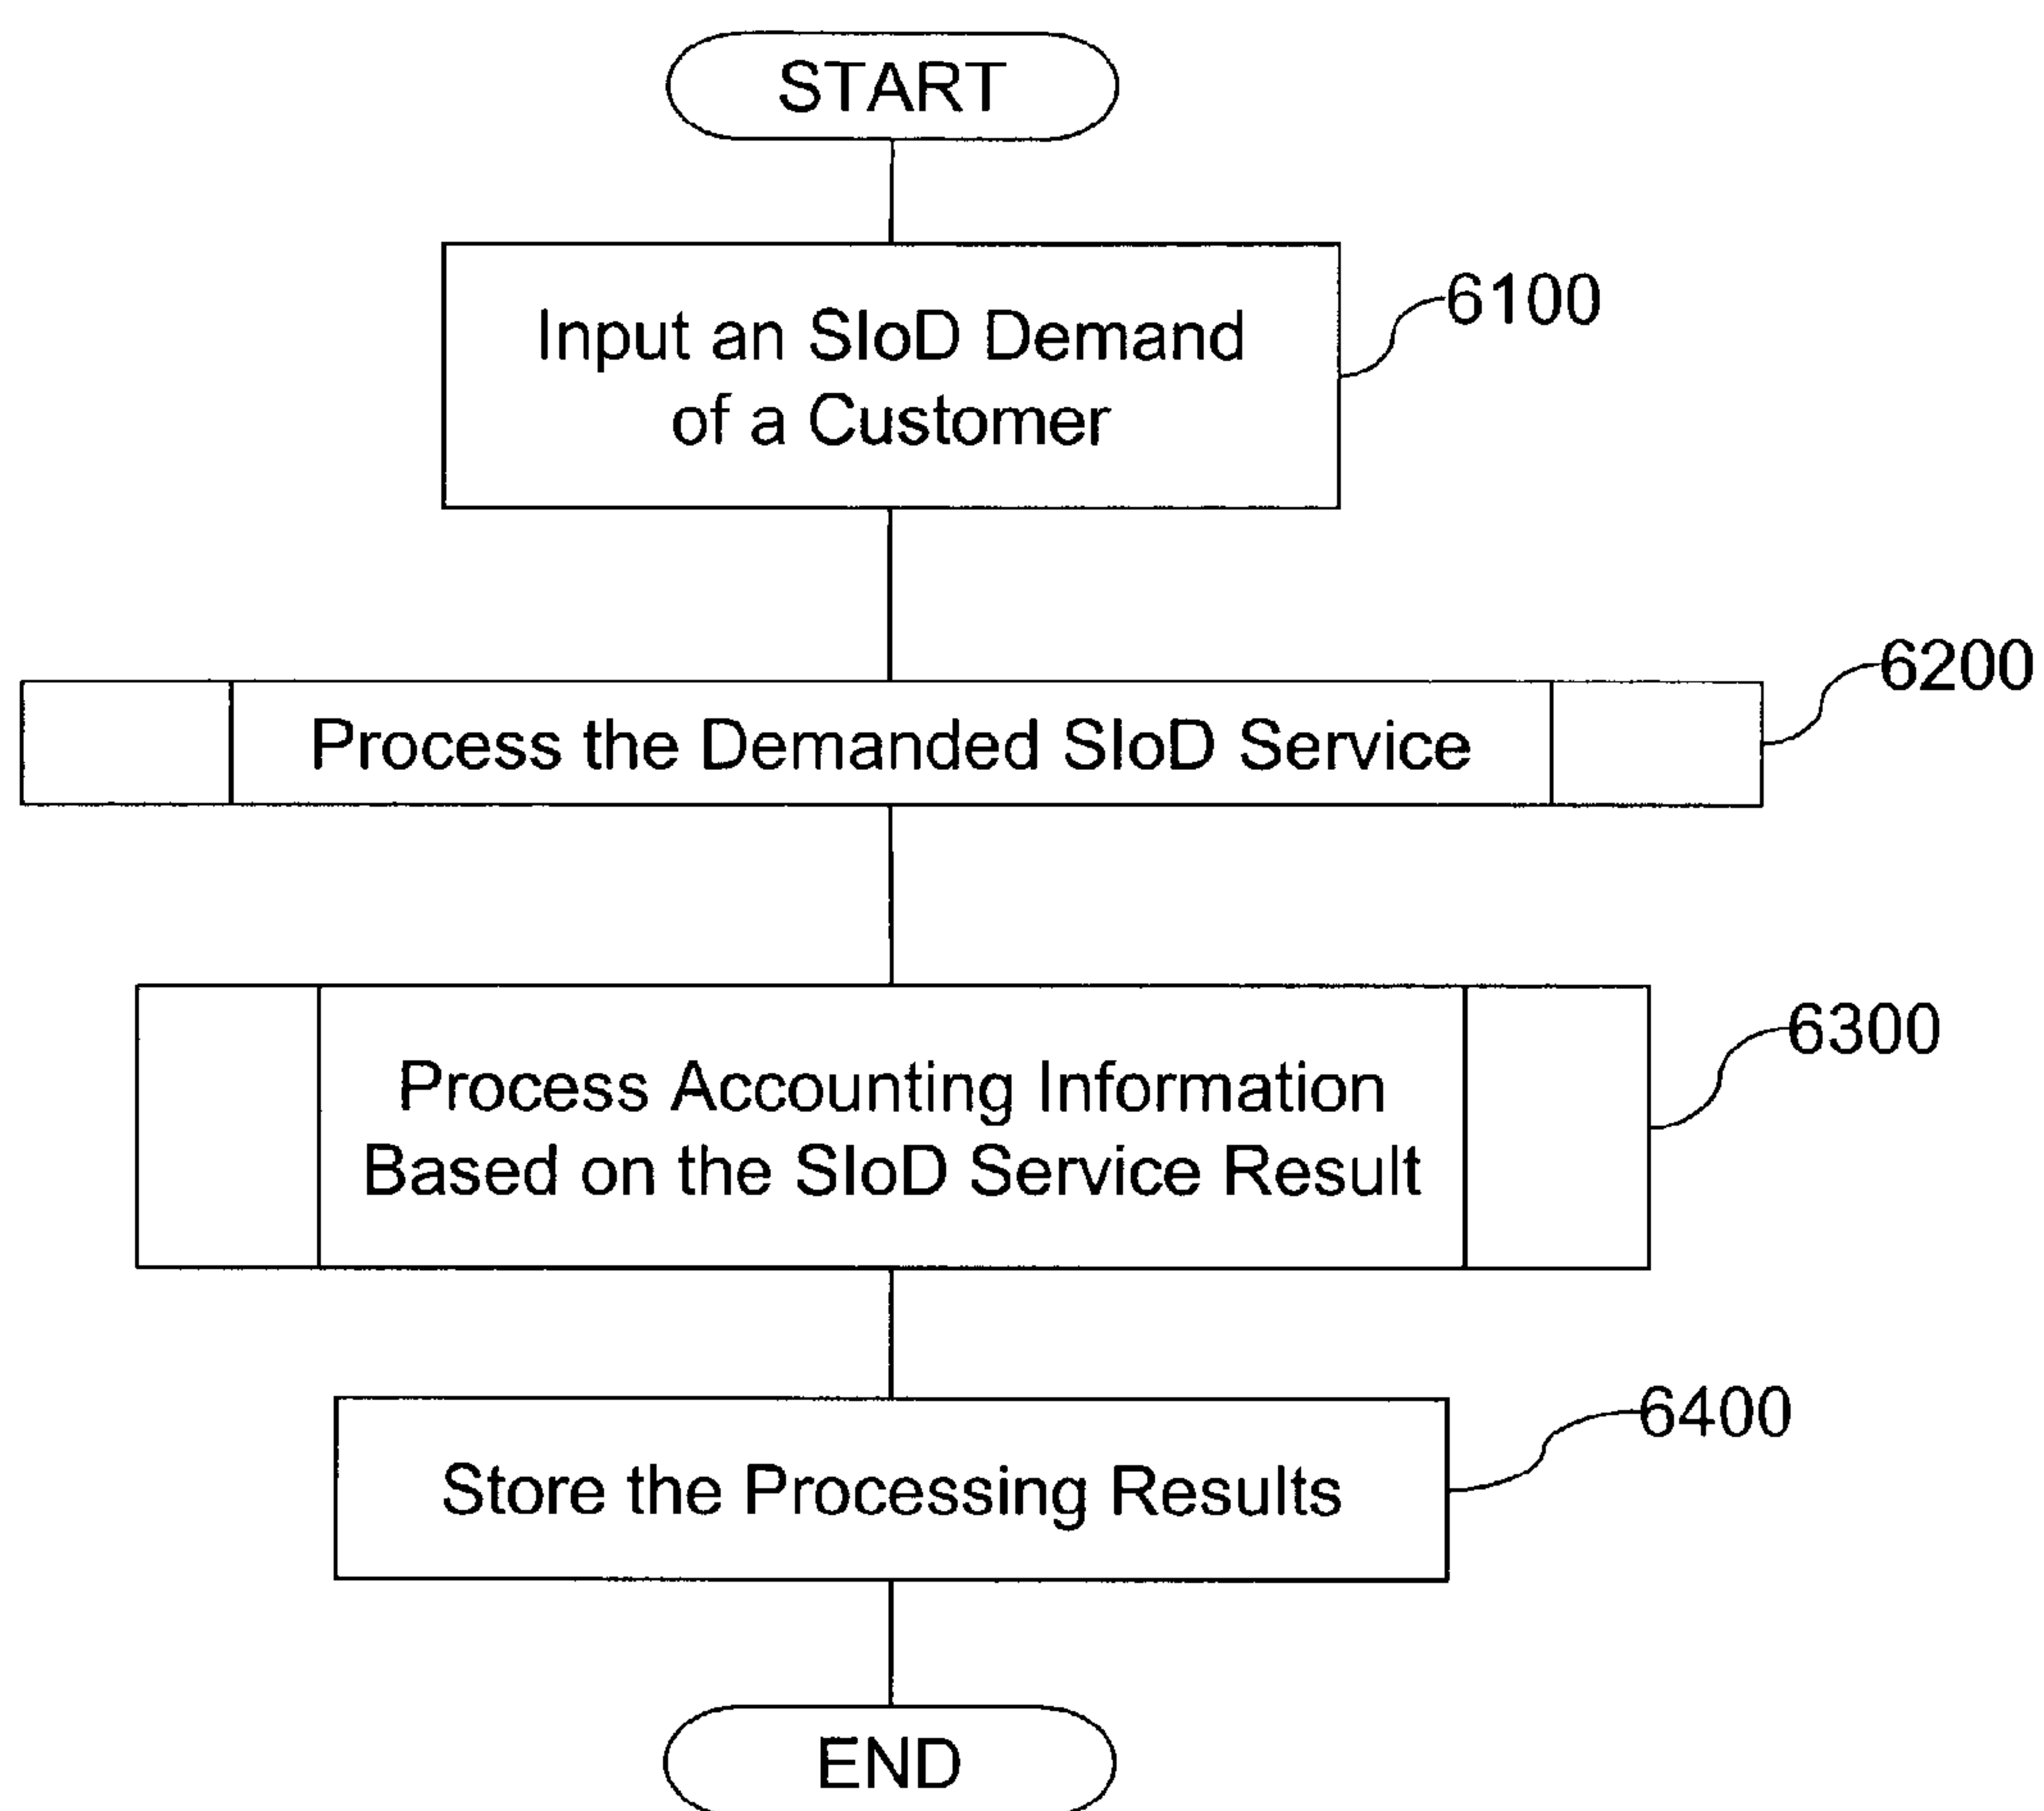 START
Input an SIoD Demand
of a Customer
6100
Process the Demanded SIoD Service
6200
Process Accounting Information
Based on the SIoD Service Result
6300
Store the Processing Results
6400
END